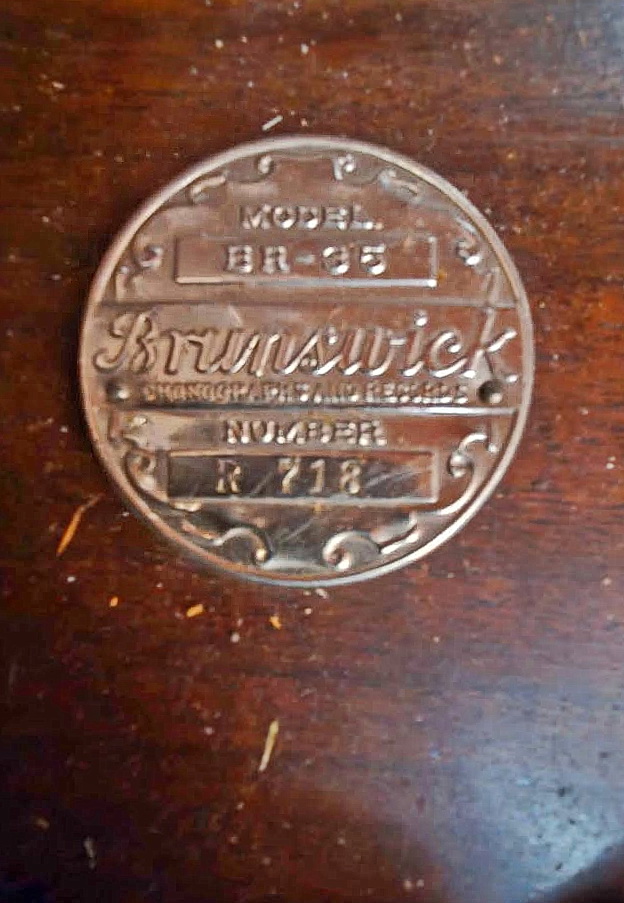 MODEL.
BR-35
Brunswick
PHONOGRAPHS AND RECORDS
NUMBER
R 718